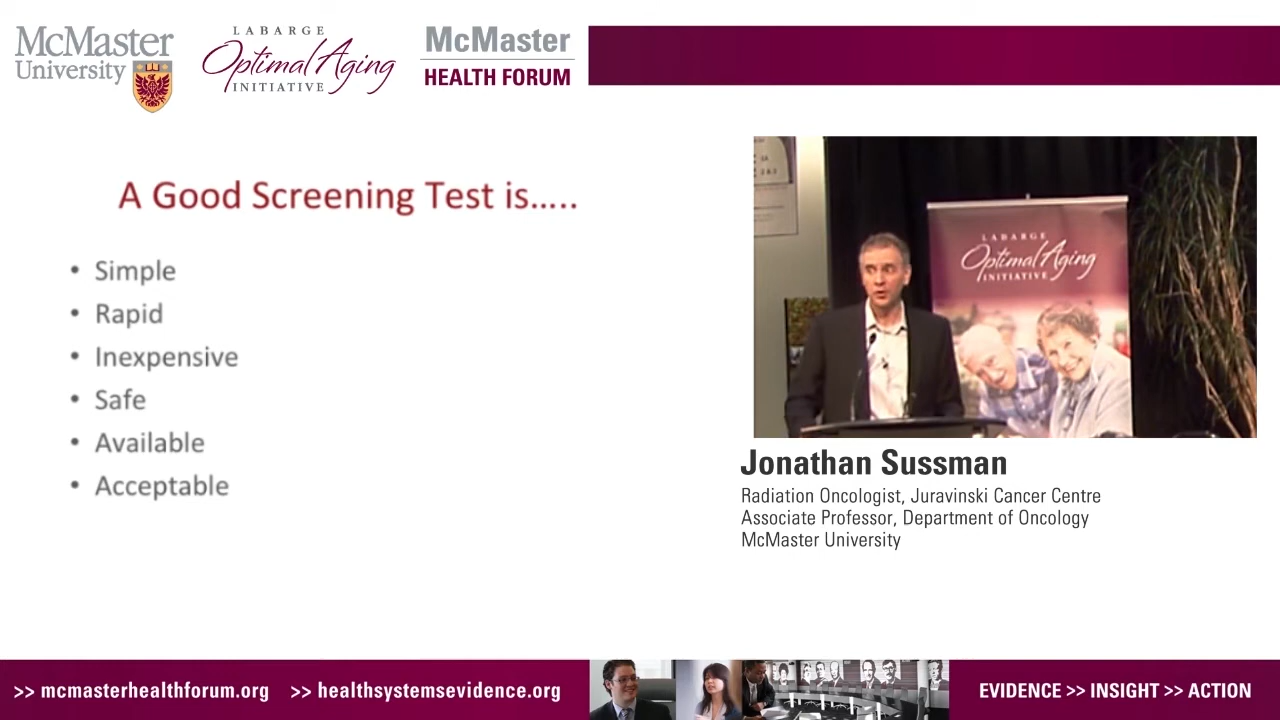 McMaster
University
LABARGE
Optimal Aging
INITIATIVE
McMaster
HEALTH FORUM
A Good Screening Test is…..
• Simple
• Rapid
• Inexpensive
• Safe
• Available
• Acceptable
LABARGE
Optimal Aging
INITIATIVE
Jonathan Sussman
Radiation Oncologist, Juravinski Cancer Centre
Associate Professor, Department of Oncology
McMaster University
>> mcmasterhealthforum.org >> healthsystemsevidence.org
EVIDENCE >> INSIGHT >> ACTION